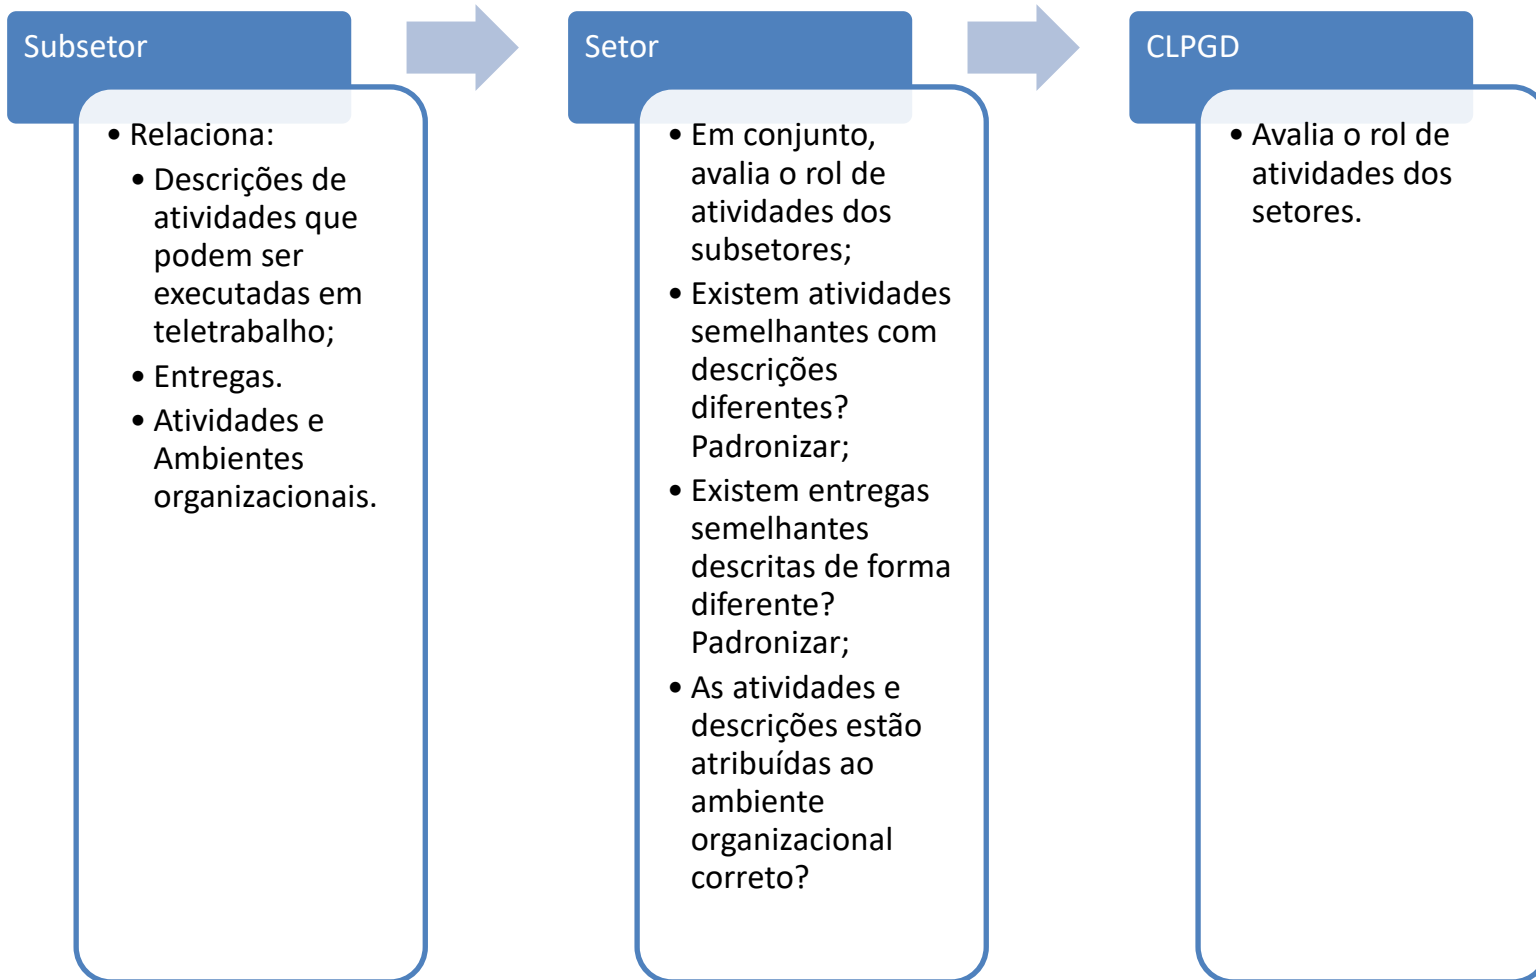 Subsetor
• Relaciona:
• Descrições de
atividades que
podem ser
executadas em
teletrabalho;
• Entregas.
• Atividades e
Ambientes
organizacionais.
Setor
• Em conjunto,
avalia o rol de
atividades dos
subsetores;
• Existem atividades
semelhantes com
descrições
diferentes?
Padronizar;
• Existem entregas
semelhantes
descritas de forma
diferente?
Padronizar;
• As atividades e
descrições estão
atribuídas ao
ambiente
organizacional
correto?
CLPGD
• Avalia o rol de
atividades dos
setores.